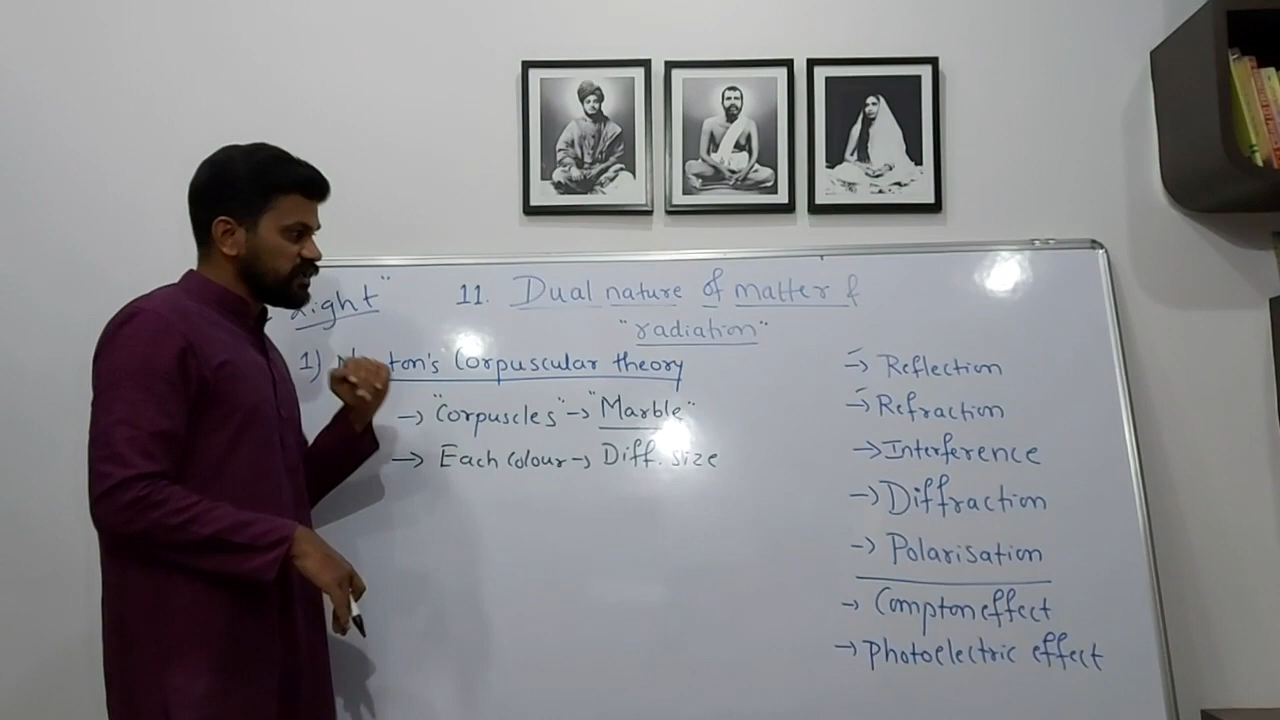 Light"
11. Dual nature of matter &
"radiation"
1) Newton's Corpuscular theory
→ "Corpuscles" → "Marble"
→ Each Colour → Diff. size
→ Reflection
→ Refraction
→ Interference
→ Diffraction
→ Polarisation
→ Compton effect
→ Photoelectric effect